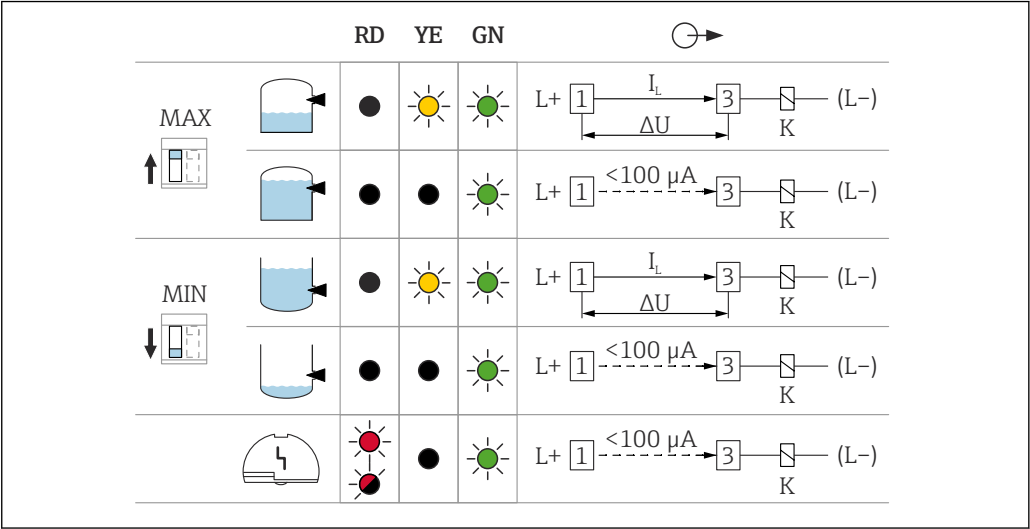 RD YE GN
MAX
L+ 1 I_L 3 (L−)
ΔU K
L+ 1 <100 µA 3 (L−)
K
MIN
L+ 1 I_L 3 (L−)
ΔU K
L+ 1 <100 µA 3 (L−)
K
L+ 1 <100 µA 3 (L−)
K